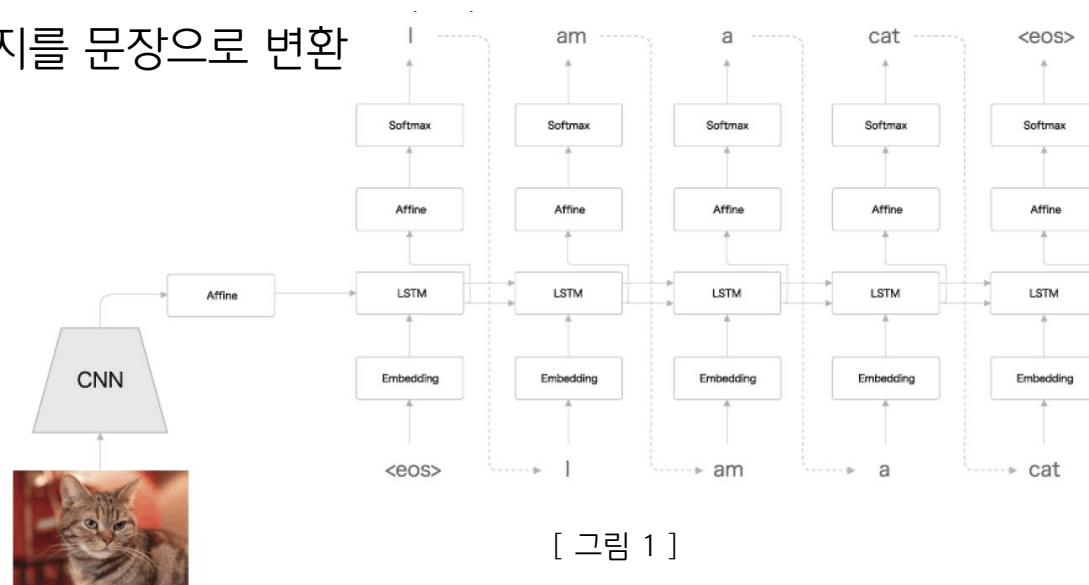 지를 문장으로 변환
I am a cat <eos>
Softmax Softmax Softmax Softmax Softmax
Affine Affine Affine Affine Affine
Affine LSTM LSTM LSTM LSTM LSTM
CNN
Embedding Embedding Embedding Embedding Embedding
<eos> I am a cat
[ 그림 1 ]